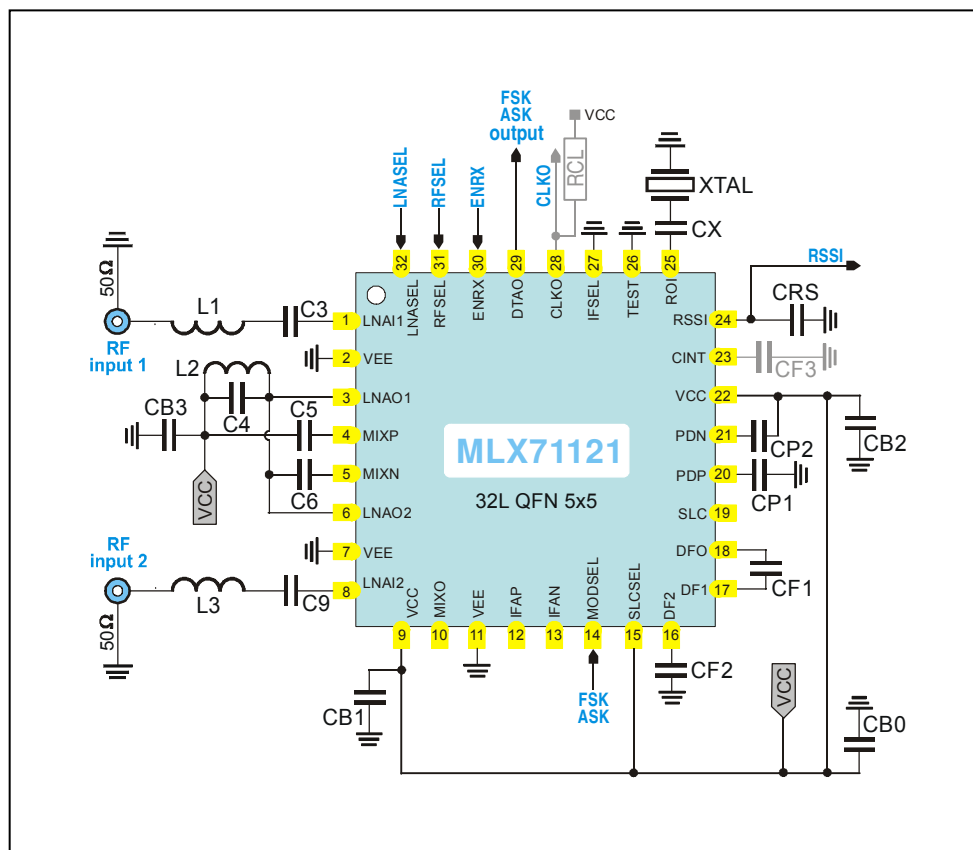 FSK
ASK
output
VCC
LNASEL
RFSEL
ENRX
CLKO
RCL
XTAL
CX
RSSI
50Ω
L1
C3
RF
input 1
32
31
30
29
28
27
26
25
LNASEL
RFSEL
ENRX
DTAO
CLKO
IFSEL
TEST
ROI
1
LNAI1
2
VEE
3
LNAO1
4
MIXP
5
MIXN
6
LNAO2
7
VEE
8
LNAI2
L2
C4
CB3
C5
C6
VCC
MLX71121
32L QFN 5x5
RSSI
24
CINT
23
VCC
22
PDN
21
PDP
20
SLC
19
DFO
18
DF1
17
CRS
CF3
CP2
CB2
CP1
CF1
RF
input 2
L3
C9
50Ω
VCC
MIXO
VEE
IFAP
IFAN
MODSEL
SLCSEL
DF2
9
10
11
12
13
14
15
16
CB1
FSK
ASK
CF2
VCC
CB0